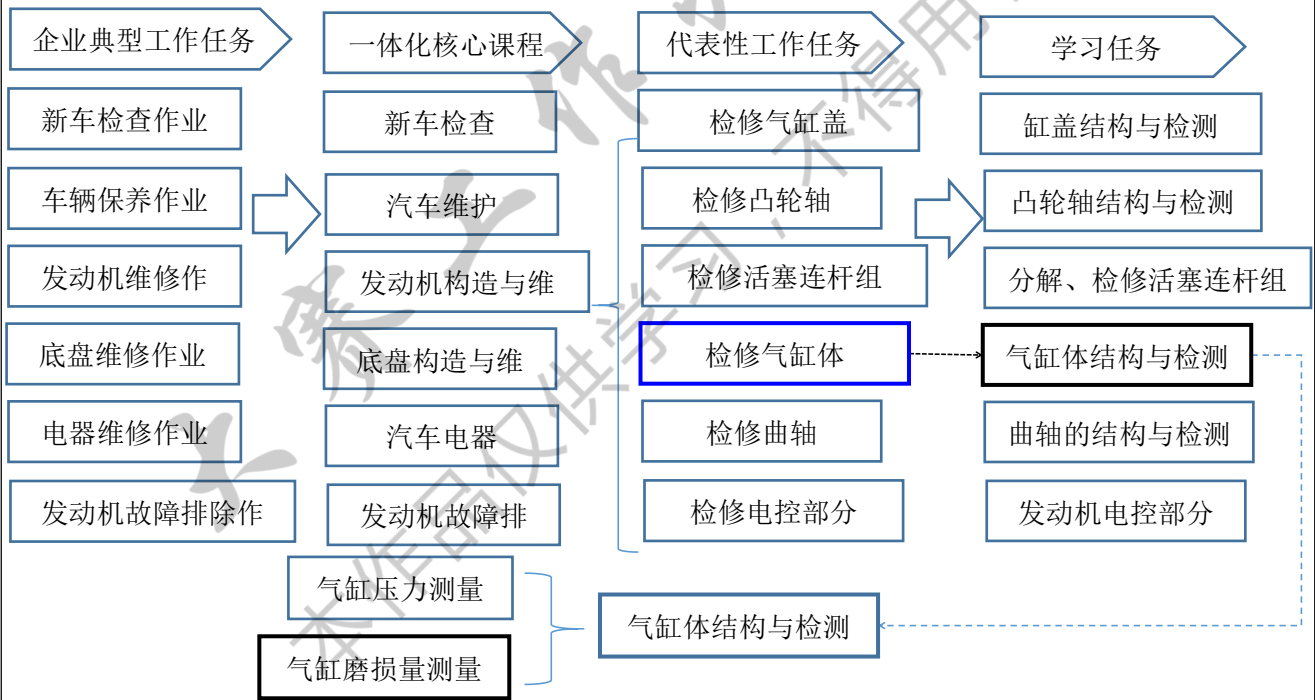 企业典型工作任务
一体化核心课程
代表性工作任务
学习任务
新车检查作业
新车检查
检修气缸盖
缸盖结构与检测
车辆保养作业
汽车维护
检修凸轮轴
凸轮轴结构与检测
发动机维修作
发动机构造与维
检修活塞连杆组
分解、检修活塞连杆组
底盘维修作业
底盘构造与维
检修气缸体
气缸体结构与检测
电器维修作业
汽车电器
检修曲轴
曲轴的结构与检测
发动机故障排除作
发动机故障排
检修电控部分
发动机电控部分
气缸压力测量
气缸体结构与检测
气缸磨损量测量
本作品仅供学习,不得用